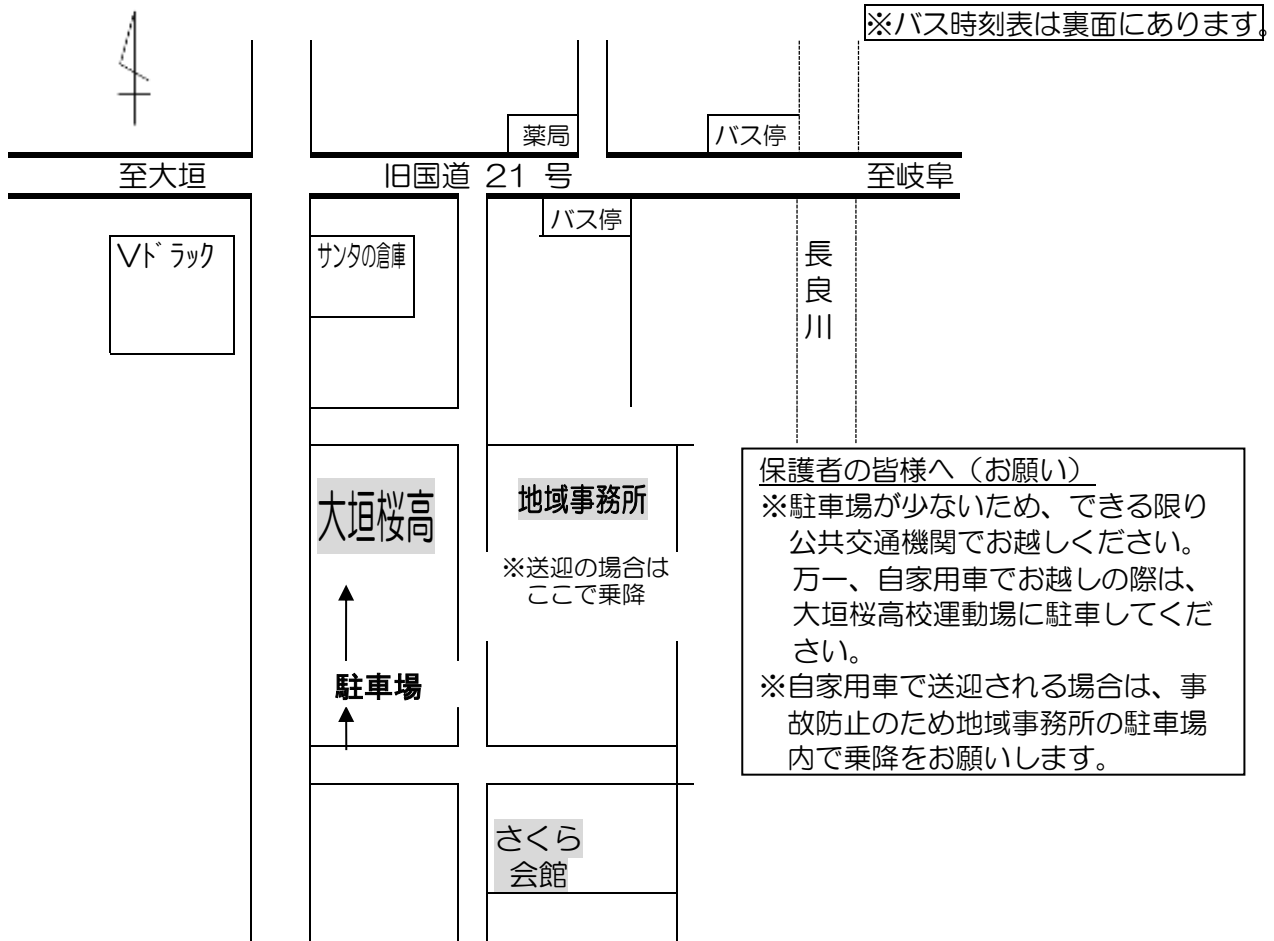 ※バス時刻表は裏面にあります。
薬局
バス停
至大垣
旧国道 21 号
至岐阜
バス停
Vドラック
サンタの倉庫
長
良
川
大垣桜高
地域事務所
※送迎の場合は
ここで乗降
駐車場
保護者の皆様へ（お願い）
※駐車場が少ないため、できる限り
公共交通機関でお越しください。
万一、自家用車でお越しの際は、
大垣桜高校運動場に駐車してくだ
さい。
※自家用車で送迎される場合は、事
故防止のため地域事務所の駐車場
内で乗降をお願いします。
さくら
会館